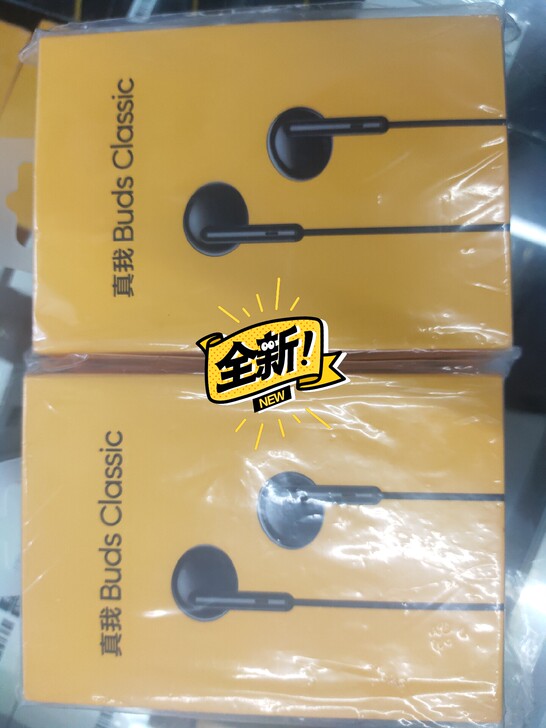 真我 Buds Classic
全新!
NEW
真我 Buds Classic